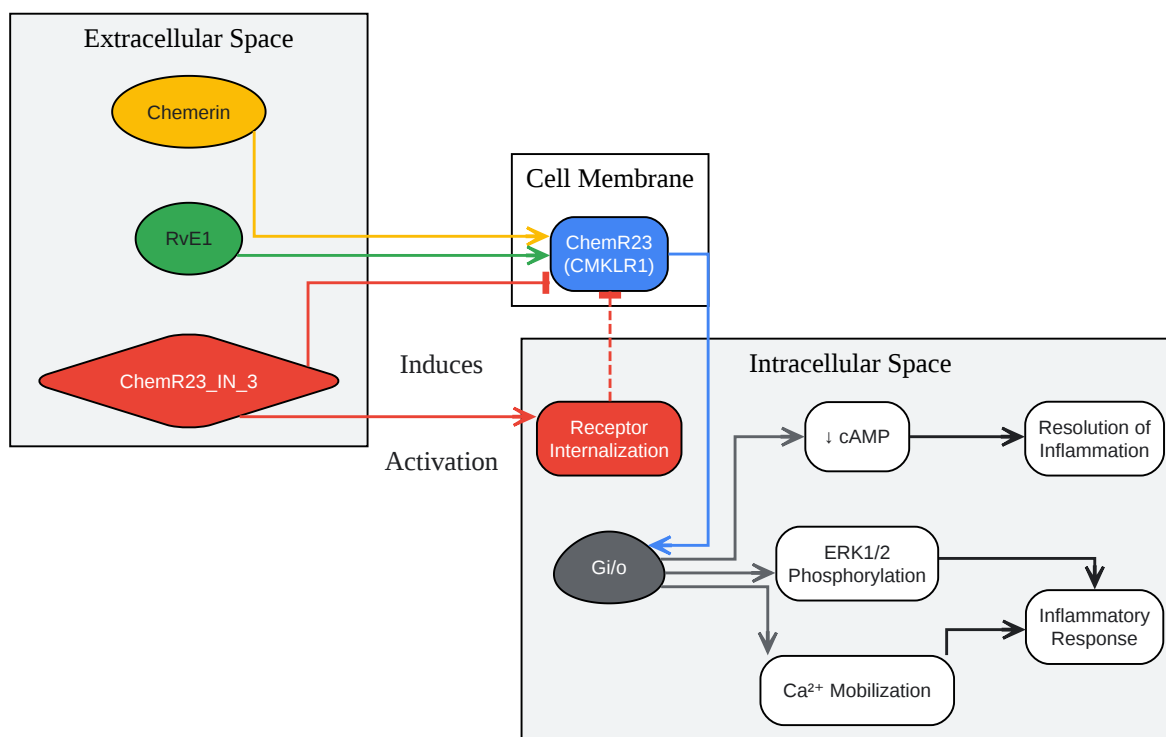 Extracellular Space
Chemerin
RvE1
ChemR23_IN_3
Cell Membrane
ChemR23
(CMKLR1)
Induces
Activation
Intracellular Space
Receptor
Internalization
↓ cAMP
Resolution of
Inflammation
Gi/o
ERK1/2
Phosphorylation
Inflammatory
Response
Ca²⁺ Mobilization